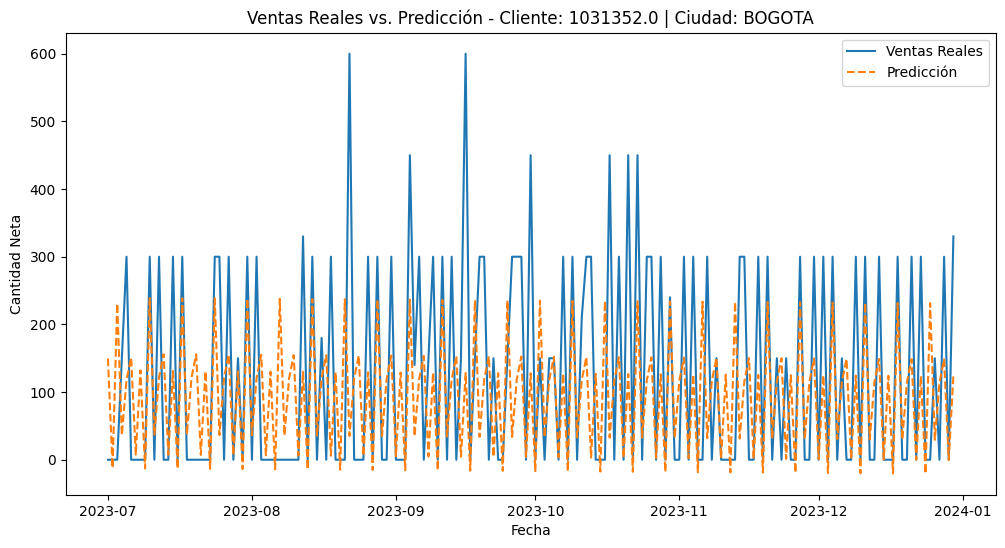 Ventas Reales vs. Predicción - Cliente: 1031352.0 | Ciudad: BOGOTA
Ventas Reales
Predicción
Cantidad Neta
600
500
400
300
200
100
0
2023-07
2023-08
2023-09
2023-10
2023-11
2023-12
2024-01
Fecha